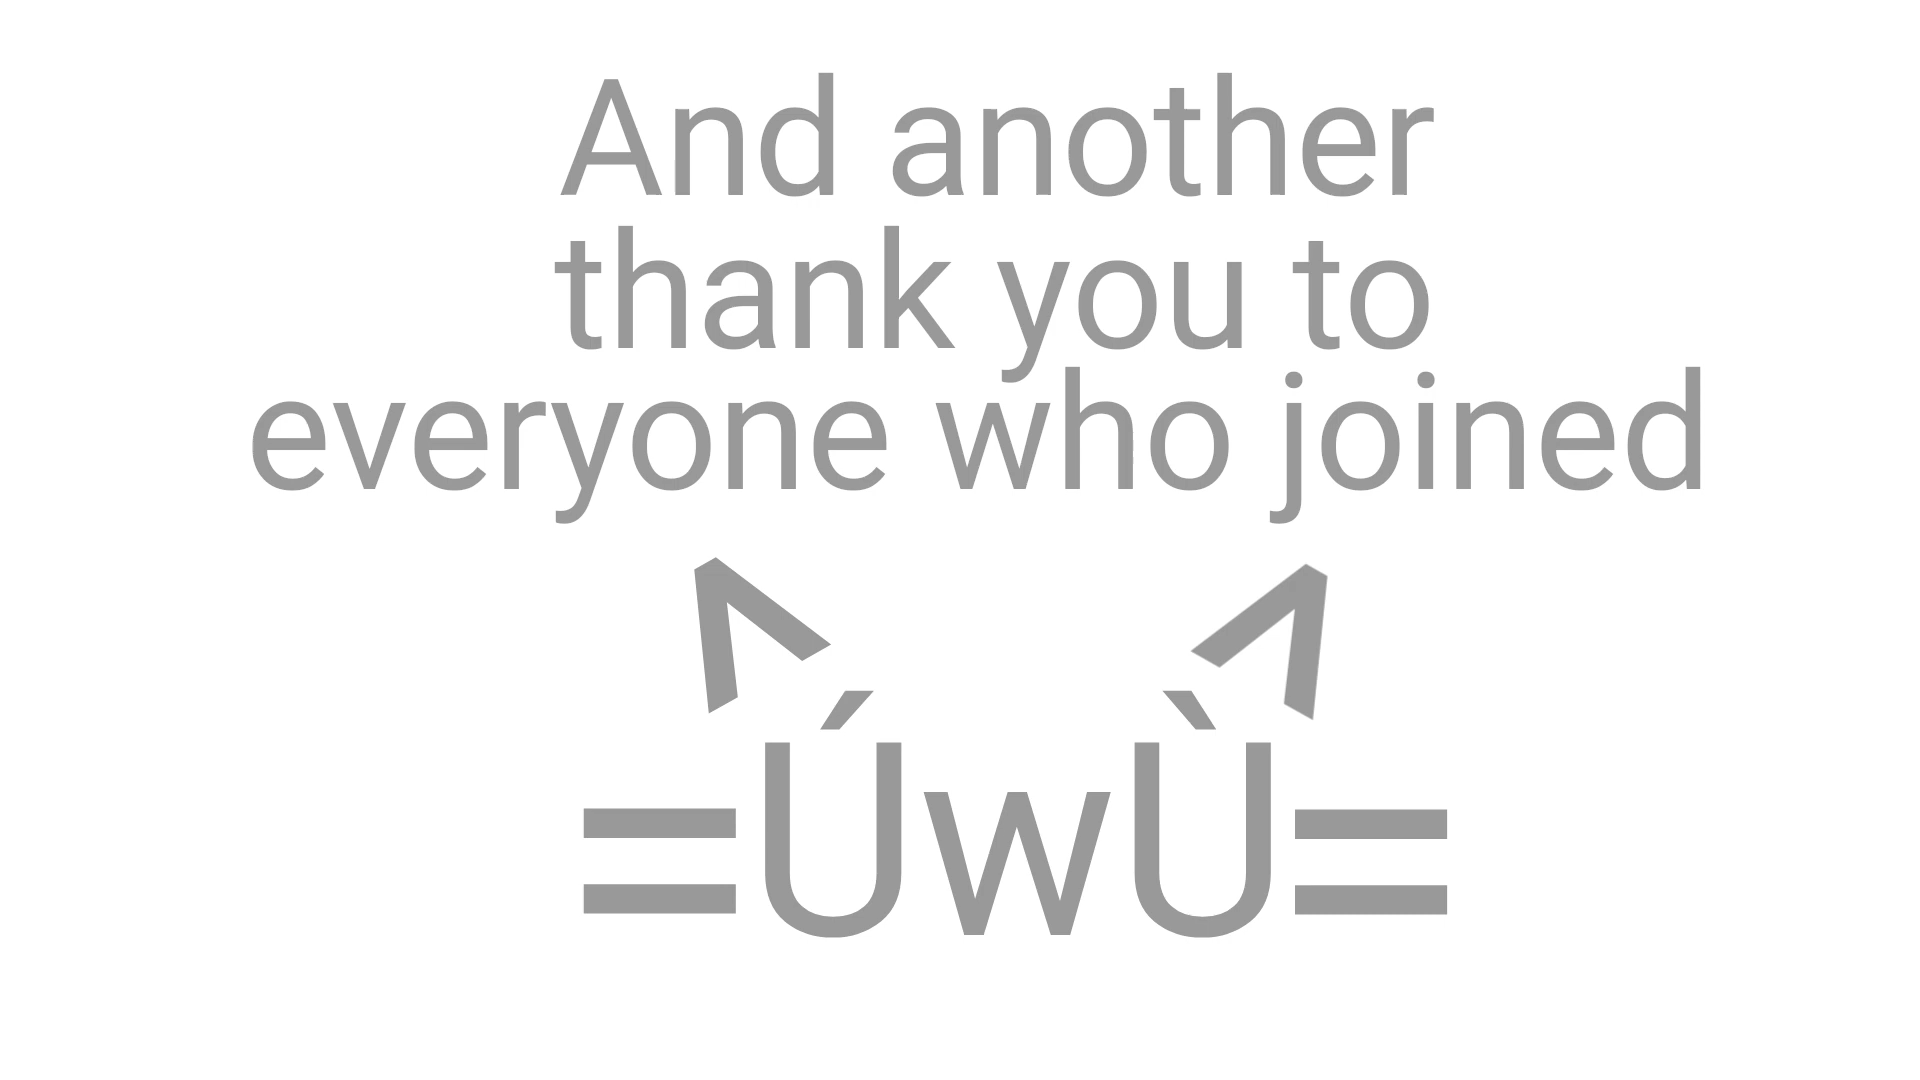 And another
thank you to
everyone who joined
< >
=ÚwÙ=